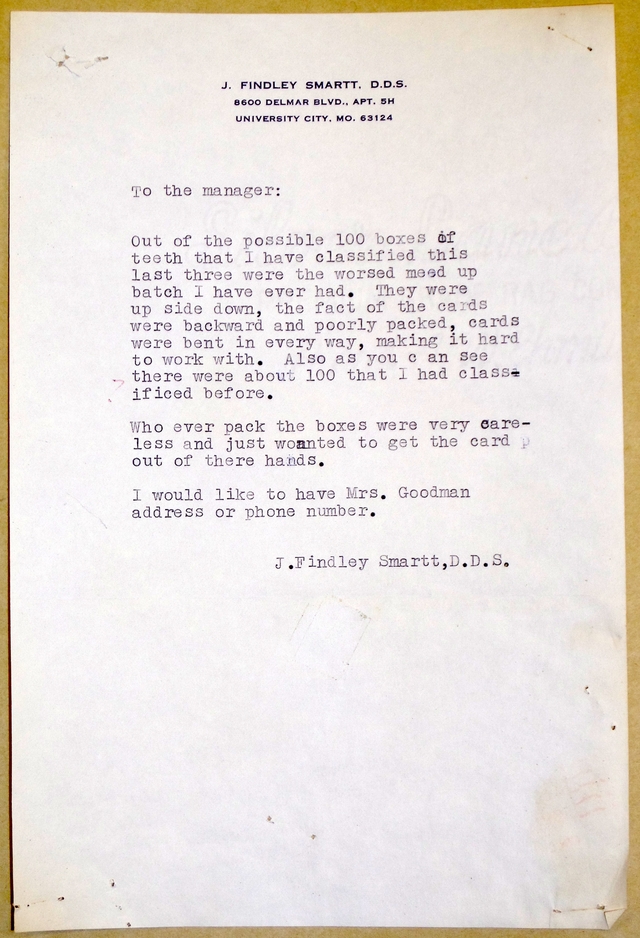 J. FINDLEY SMARTT, D.D.S.
8600 DELMAR BLVD., APT. 5H
UNIVERSITY CITY, MO. 63124
To the manager:
Out of the possible 100 boxes of
teeth that I have classified this
last three were the worsed meed up
batch I have ever had. They were
up side down, the fact of the cards
were backward and poorly packed, cards
were bent in every way, making it hard
to work with. Also as you c an see
there were about 100 that I had class-
ificed before.
Who ever pack the boxes were very care-
less and just woanted to get the card p
out of there hands.
I would like to have Mrs. Goodman
address or phone number.
J.Findley Smartt,D.D.S.